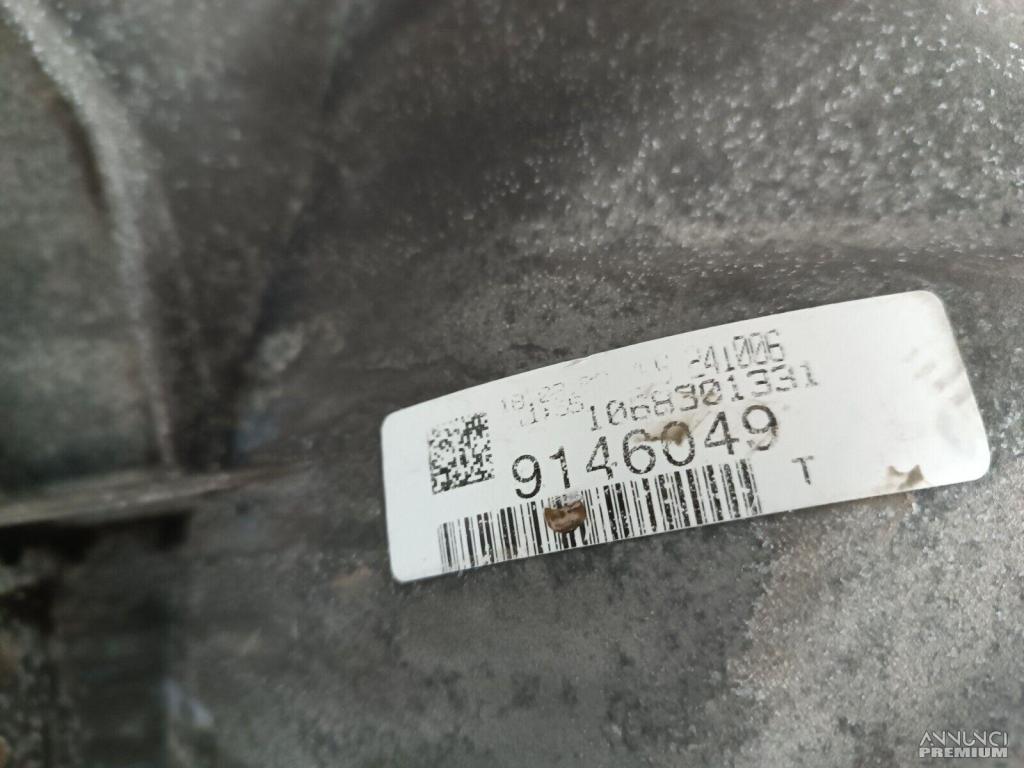 241006
1068901331
9146049
T
ANNUNCI
PREMIUM